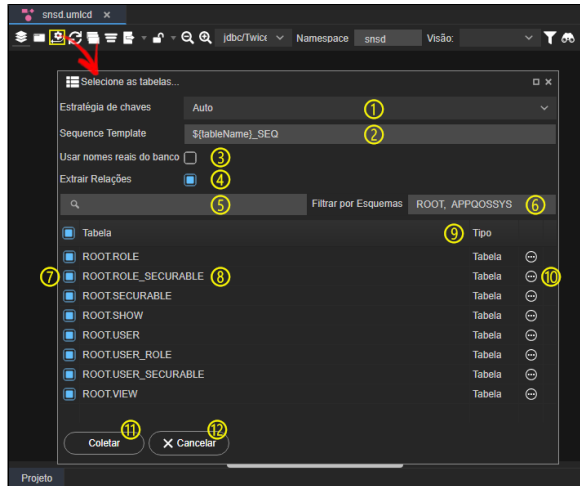 snsd.umlcd ×
jdbc/Twice Namespace snsd Visão:
Selecione as tabelas...
Estratégia de chaves Auto 1
Sequence Template ${tableName}_SEQ 2
Usar nomes reais do banco 3
Extrair Relações 4
5 Filtrar por Esquemas ROOT, APPQOSSYS 6
Tabela 9 Tipo
ROOT.ROLE Tabela
7 ROOT.ROLE_SECURABLE 8 Tabela 10
ROOT.SECURABLE Tabela
ROOT.SHOW Tabela
ROOT.USER Tabela
ROOT.USER_ROLE Tabela
ROOT.USER_SECURABLE Tabela
ROOT.VIEW Tabela
11 12
Coletar Cancelar
Projeto